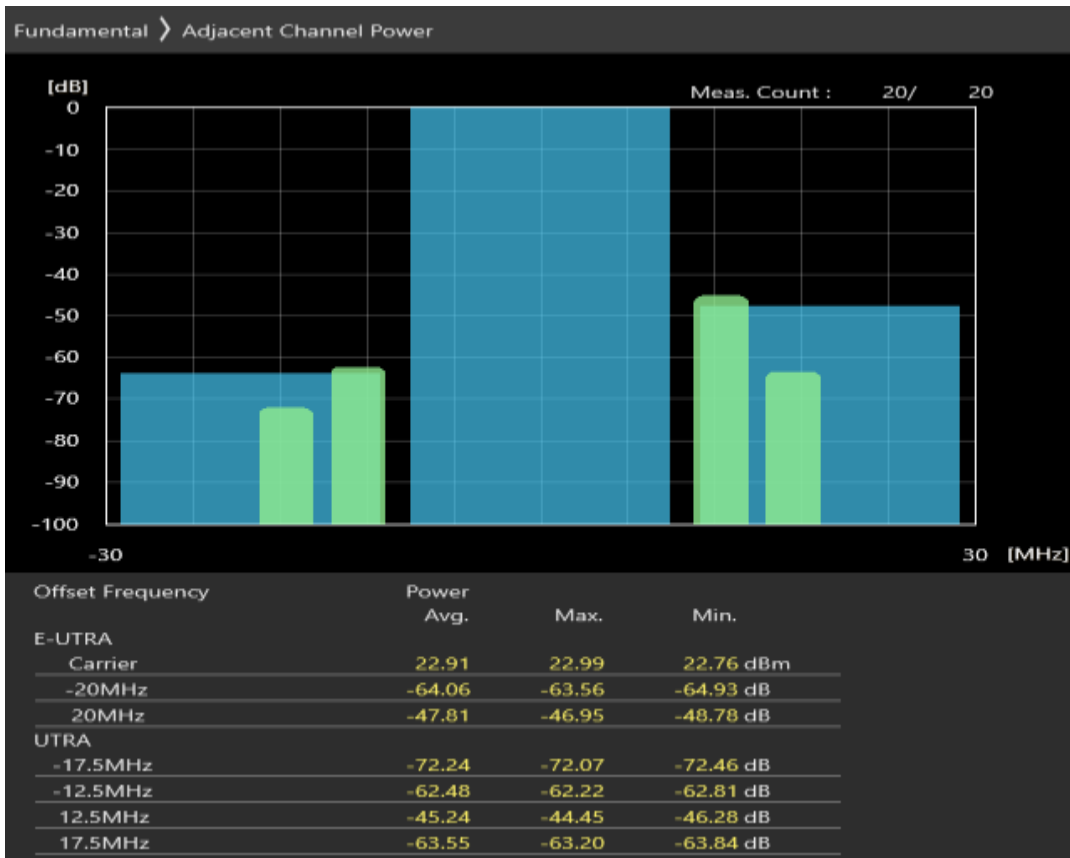 Fundamental 〉 Adjacent Channel Power
[dB]
Meas. Count : 20/ 20
0
-10
-20
-30
-40
-50
-60
-70
-80
-90
-100
-30 30 [MHz]
Offset Frequency Power
Avg. Max. Min.
E-UTRA
Carrier 22.91 22.99 22.76 dBm
-20MHz -64.06 -63.56 -64.93 dB
20MHz -47.81 -46.95 -48.78 dB
UTRA
-17.5MHz -72.24 -72.07 -72.46 dB
-12.5MHz -62.48 -62.22 -62.81 dB
12.5MHz -45.24 -44.45 -46.28 dB
17.5MHz -63.55 -63.20 -63.84 dB